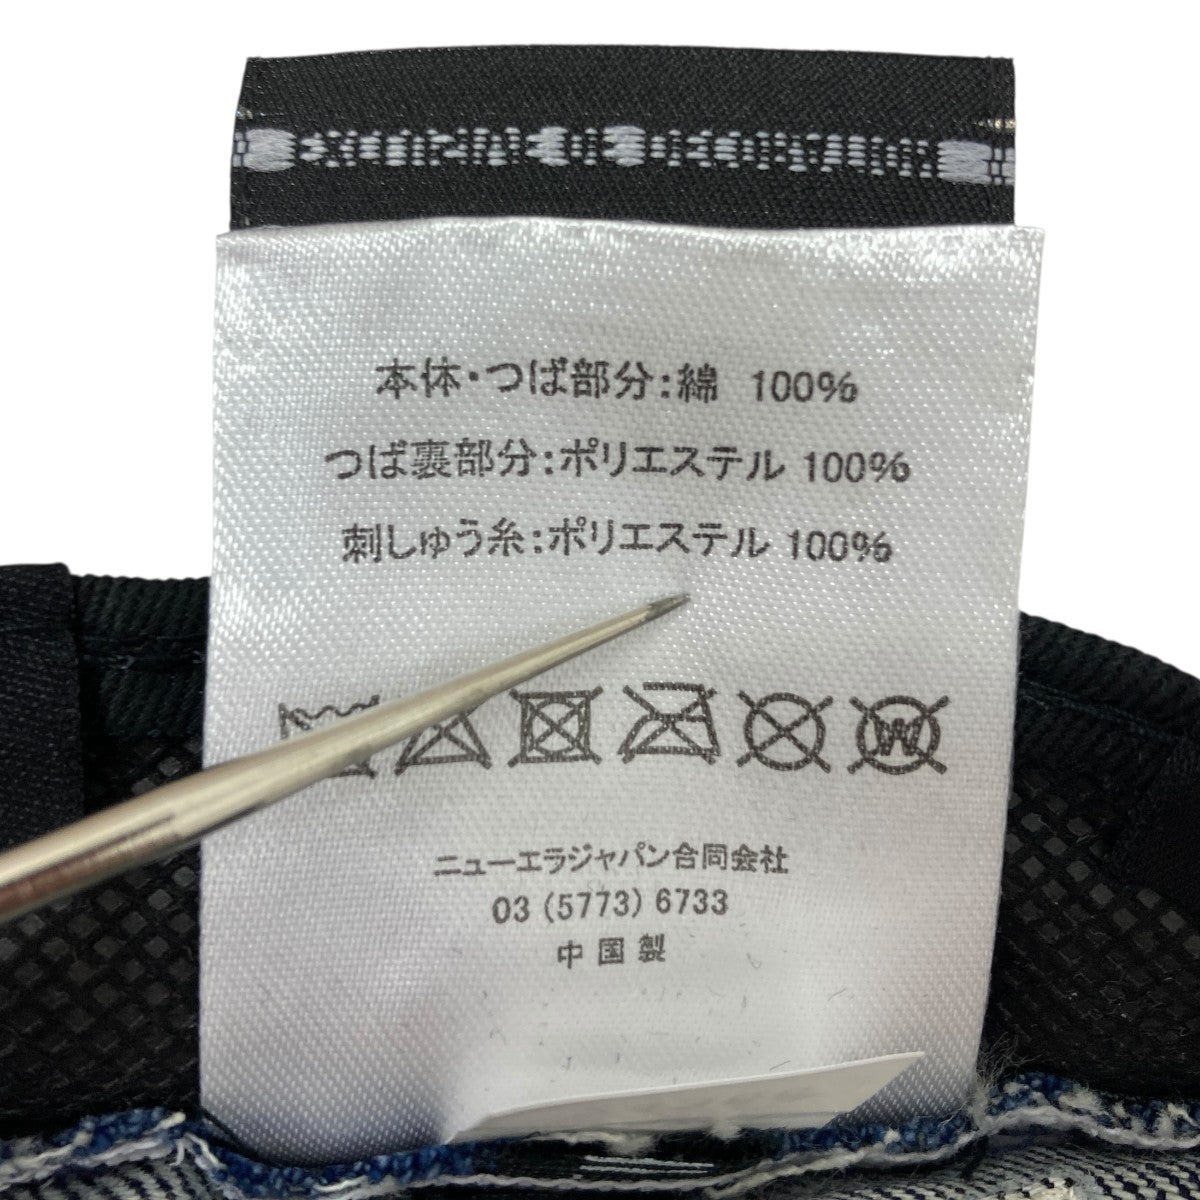 本体・つば部分：綿 100%
つば裏部分：ポリエステル 100%
刺しゅう糸：ポリエステル 100%
W
ニューエラジャパン合同会社
03 (5773) 6733
中国製